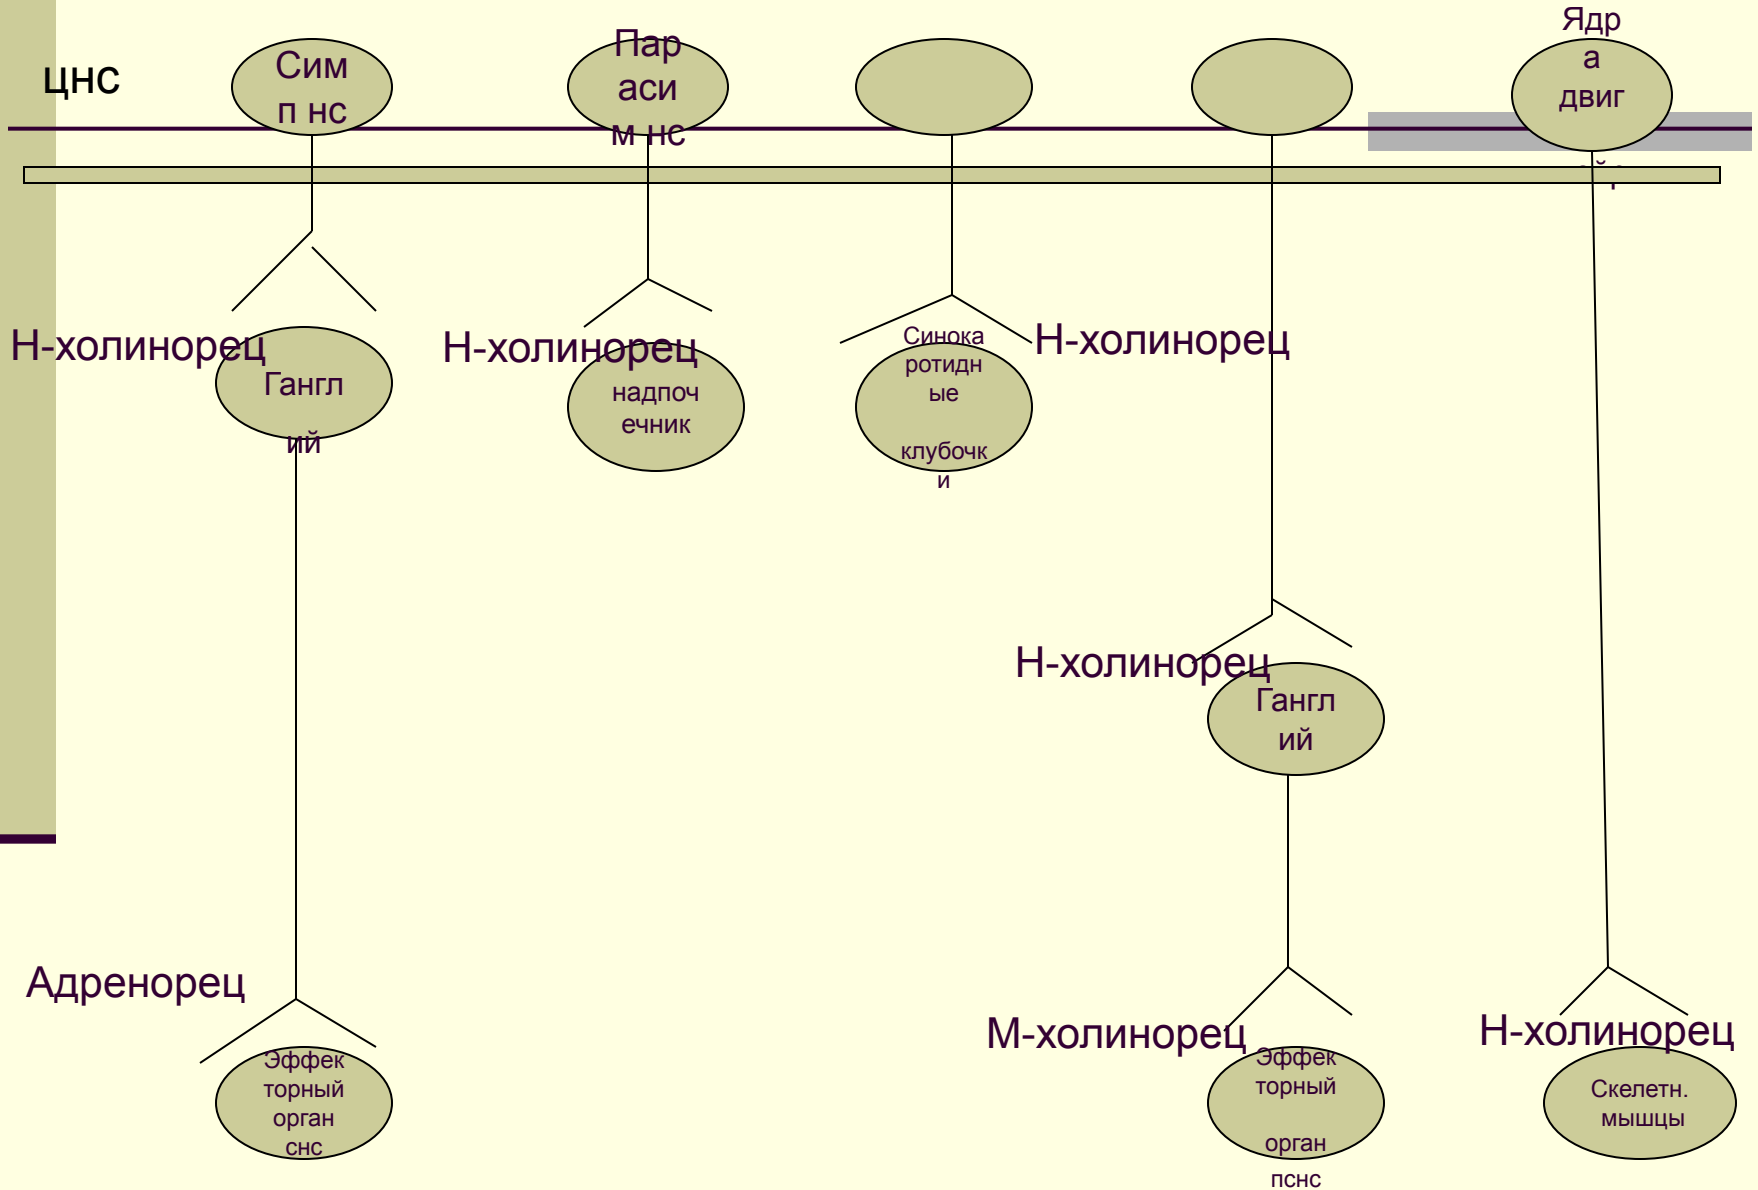 цнс
Сим
п нс
Пар
аси
м нс
Ядр
а
двиг
Н-холинорец
Гангл
ий
Н-холинорец
надпоч
ечник
Синока
ротидн
ые
клубочк
и
Н-холинорец
Н-холинорец
Гангл
ий
Адренорец
Эффек
торный
орган
снс
М-холинорец
Эффек
торный
орган
пснс
Н-холинорец
Скелетн.
мышцы